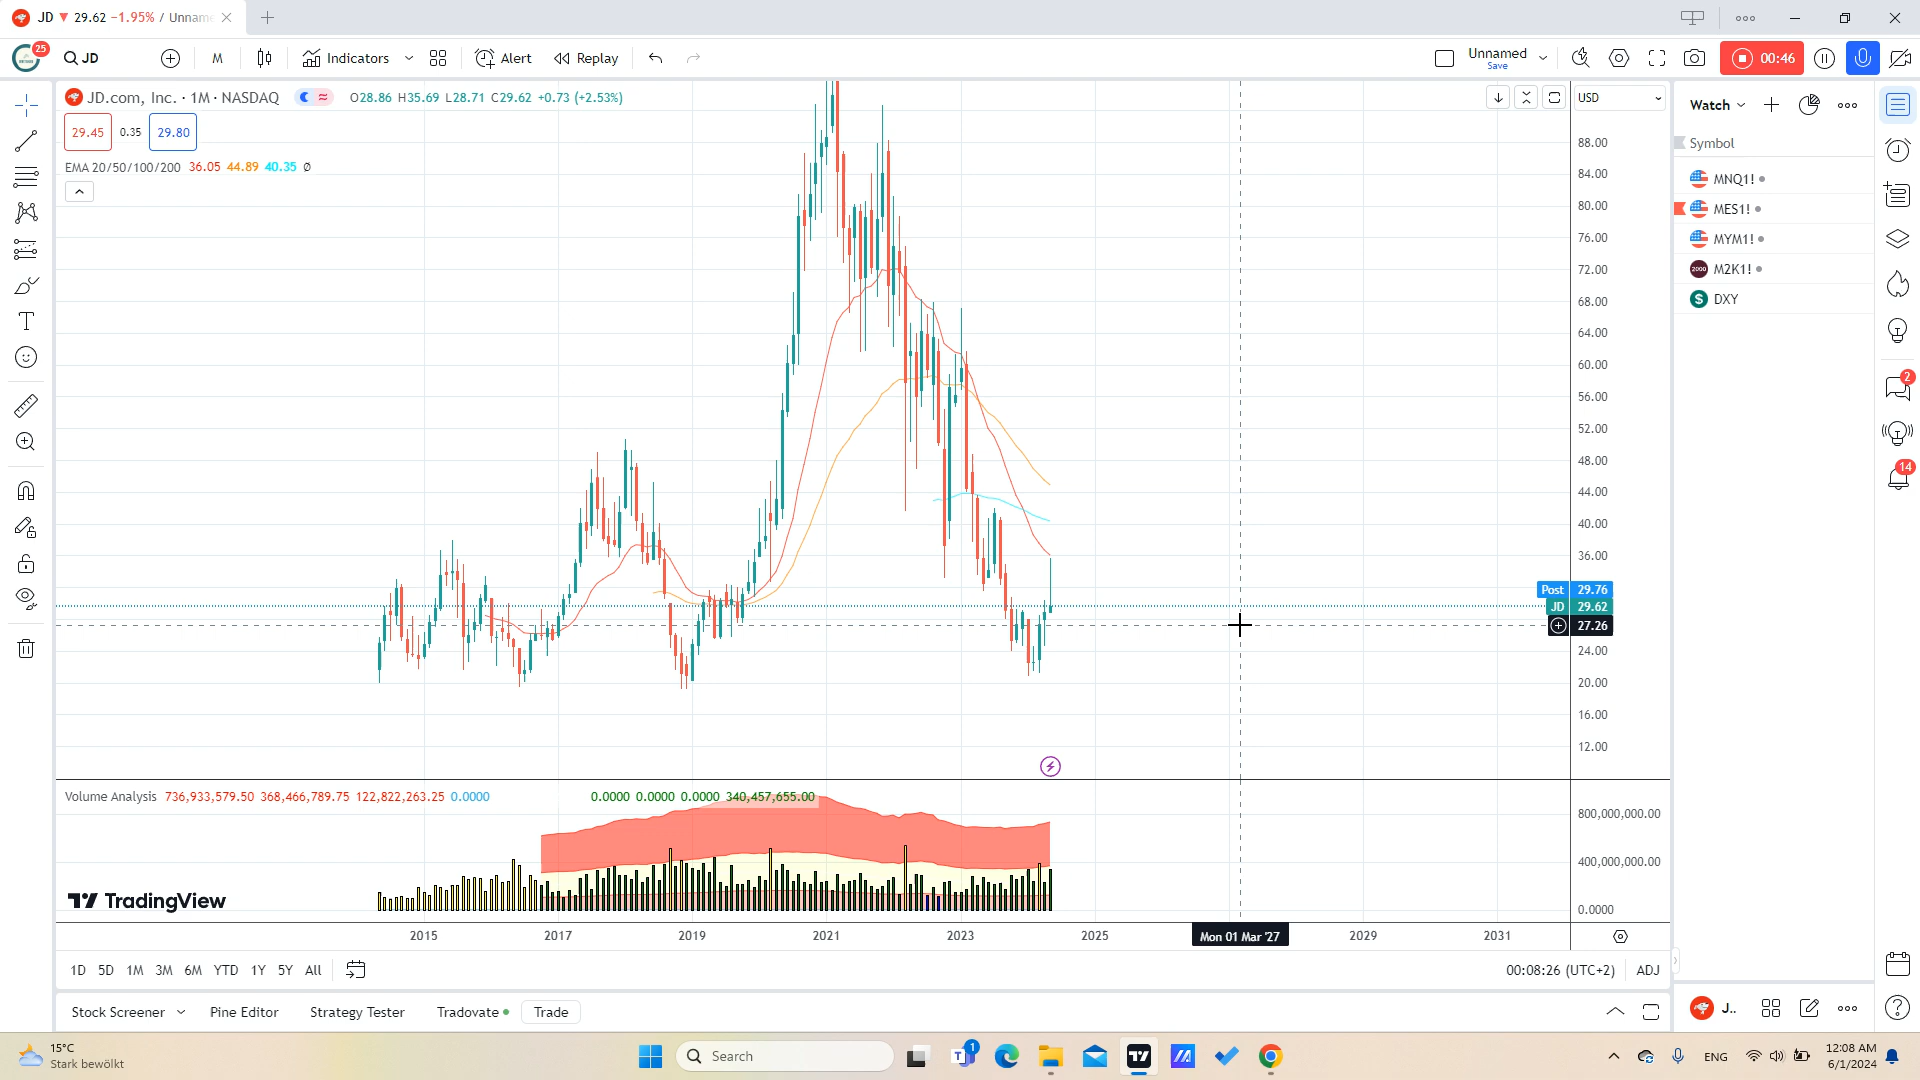 JD ▼ 29.62 −1.95% / Unnam
25
JD
M
Indicators
Alert
Replay
Unnamed
Save
00:46
JD.com, Inc. · 1M · NASDAQ
O28.86 H35.69 L28.71 C29.62 +0.73 (+2.53%)
29.45
0.35
29.80
EMA 20/50/100/200 36.05 44.89 40.35 Ø
USD
88.00
84.00
80.00
76.00
72.00
68.00
64.00
60.00
56.00
52.00
48.00
44.00
40.00
36.00
Post 29.76
JD 29.62
27.26
24.00
20.00
16.00
12.00
Watch
Symbol
MNQ1!
MES1!
MYM1!
2000 M2K1!
$ DXY
2
14
Volume Analysis 736,933,579.50 368,466,789.75 122,822,263.25 0.0000 0.0000 0.0000 0.0000 340,457,655.00
800,000,000.00
400,000,000.00
0.0000
TradingView
2015
2017
2019
2021
2023
2025
Mon 01 Mar '27
2029
2031
1D 5D 1M 3M 6M YTD 1Y 5Y All
00:08:26 (UTC+2)
ADJ
Stock Screener
Pine Editor
Strategy Tester
Tradovate
Trade
J..
15°C
Stark bewölkt
Search
1
ENG
12:08 AM
6/1/2024